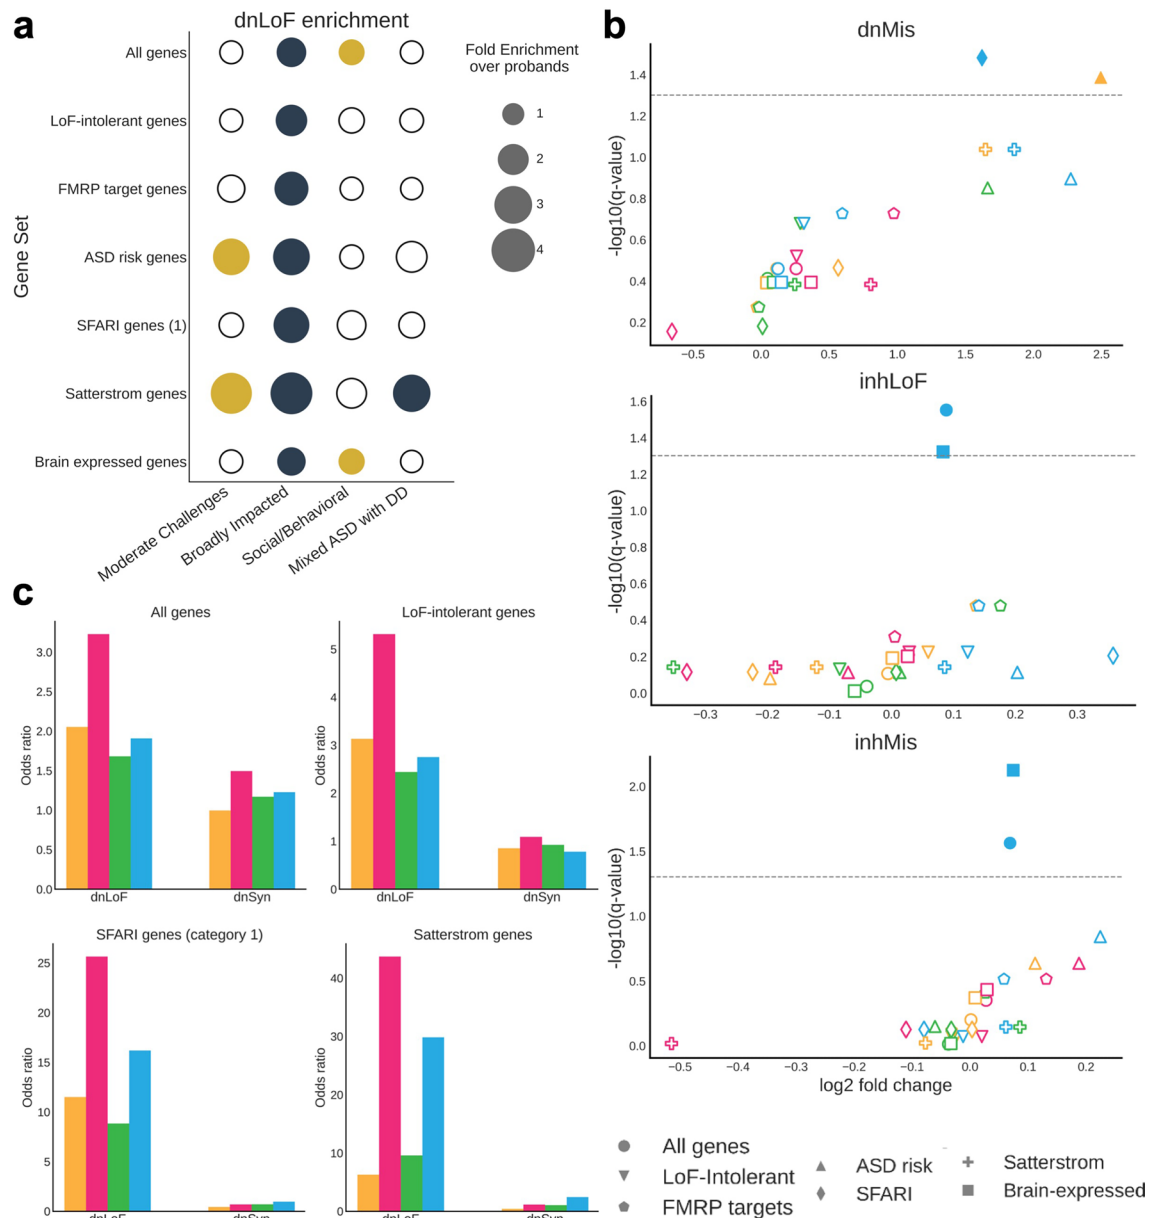 a
dnLoF enrichment
Gene Set
All genes
LoF-intolerant genes
FMRP target genes
ASD risk genes
SFARI genes (1)
Satterstrom genes
Brain expressed genes
Moderate Challenges
Broadly Impacted
Social/Behavioral
Mixed ASD with DD
Fold Enrichment
over probands
1
2
3
4
b
dnMis
-log10(q-value)
1.4
1.2
1.0
0.8
0.6
0.4
0.2
−0.5 0.0 0.5 1.0 1.5 2.0 2.5
inhLoF
-log10(q-value)
1.6
1.4
1.2
1.0
0.8
0.6
0.4
0.2
0.0
−0.3 −0.2 −0.1 0.0 0.1 0.2 0.3
inhMis
-log10(q-value)
2.0
1.5
1.0
0.5
0.0
−0.5 −0.4 −0.3 −0.2 −0.1 0.0 0.1 0.2
log2 fold change
All genes
LoF-Intolerant
FMRP targets
ASD risk
SFARI
Satterstrom
Brain-expressed
c
All genes
Odds ratio
3.0
2.5
2.0
1.5
1.0
0.5
0.0
dnLoF dnSyn
LoF-intolerant genes
Odds ratio
5
4
3
2
1
0
dnLoF dnSyn
SFARI genes (category 1)
Odds ratio
25
20
15
10
5
0
dnLoF dnSyn
Satterstrom genes
Odds ratio
40
30
20
10
0
dnLoF dnSyn